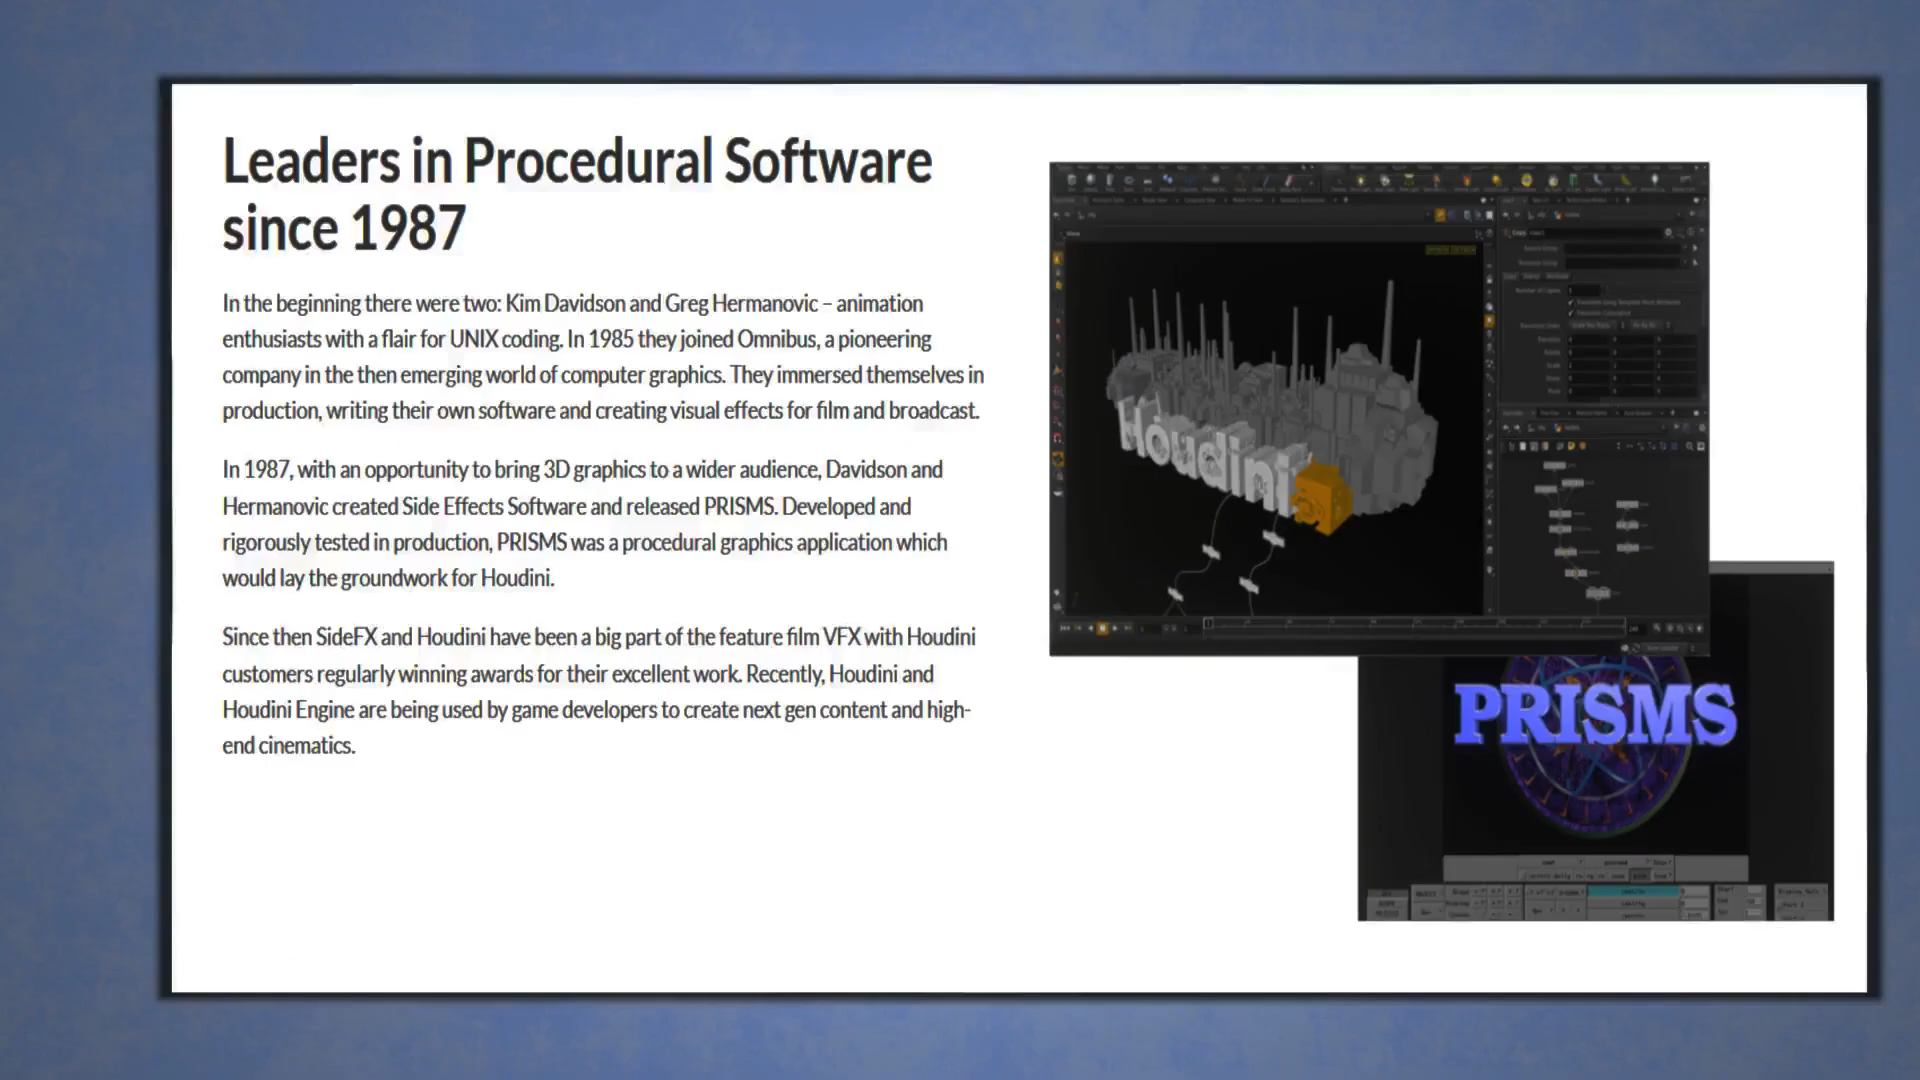 Leaders in Procedural Software
since 1987
In the beginning there were two: Kim Davidson and Greg Hermanovic – animation
enthusiasts with a flair for UNIX coding. In 1985 they joined Omnibus, a pioneering
company in the then emerging world of computer graphics. They immersed themselves in
production, writing their own software and creating visual effects for film and broadcast.
In 1987, with an opportunity to bring 3D graphics to a wider audience, Davidson and
Hermanovic created Side Effects Software and released PRISMS. Developed and
rigorously tested in production, PRISMS was a procedural graphics application which
would lay the groundwork for Houdini.
Since then SideFX and Houdini have been a big part of the feature film VFX with Houdini
customers regularly winning awards for their excellent work. Recently, Houdini and
Houdini Engine are being used by game developers to create next gen content and high-
end cinematics.
Houdini
PRISMS